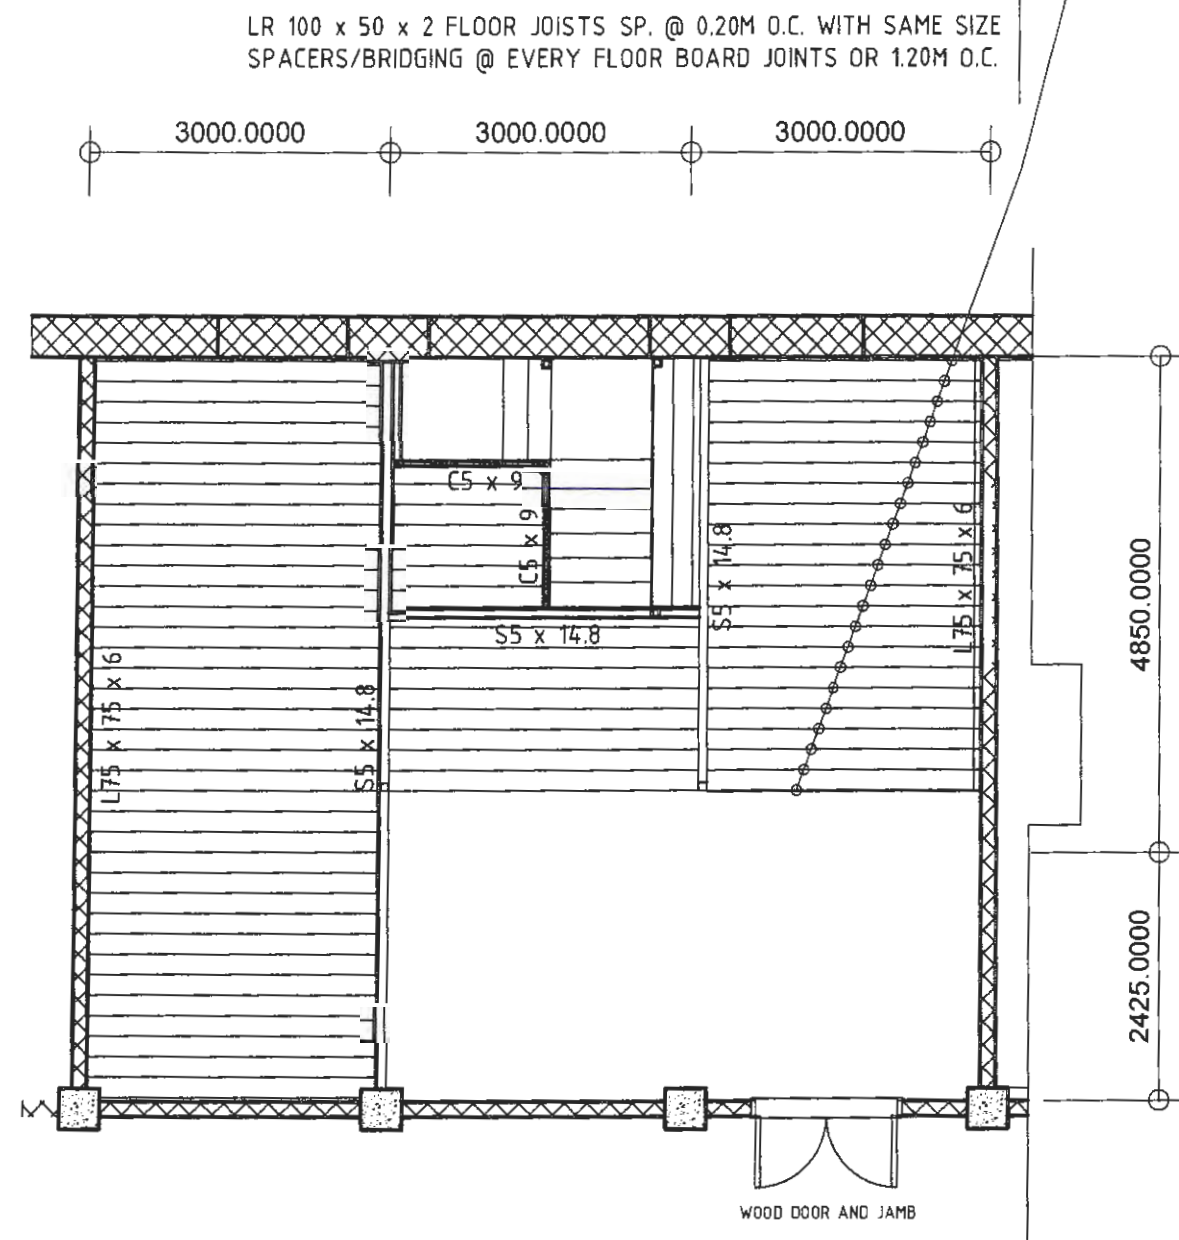 LR 100 x 50 x 2 FLOOR JOISTS SP. @ 0.20M O.C. WITH SAME SIZE
SPACERS/BRIDGING @ EVERY FLOOR BOARD JOINTS OR 1.20M O.C.
3000.0000 3000.0000 3000.0000
C5 x 9
C5 x 9
S5 x 14.8
S5 x 14.8
L75 x 75 x 6
L75 x 75 x 6
S5 x 14.8
4850.0000
2425.0000
WOOD DOOR AND JAMB